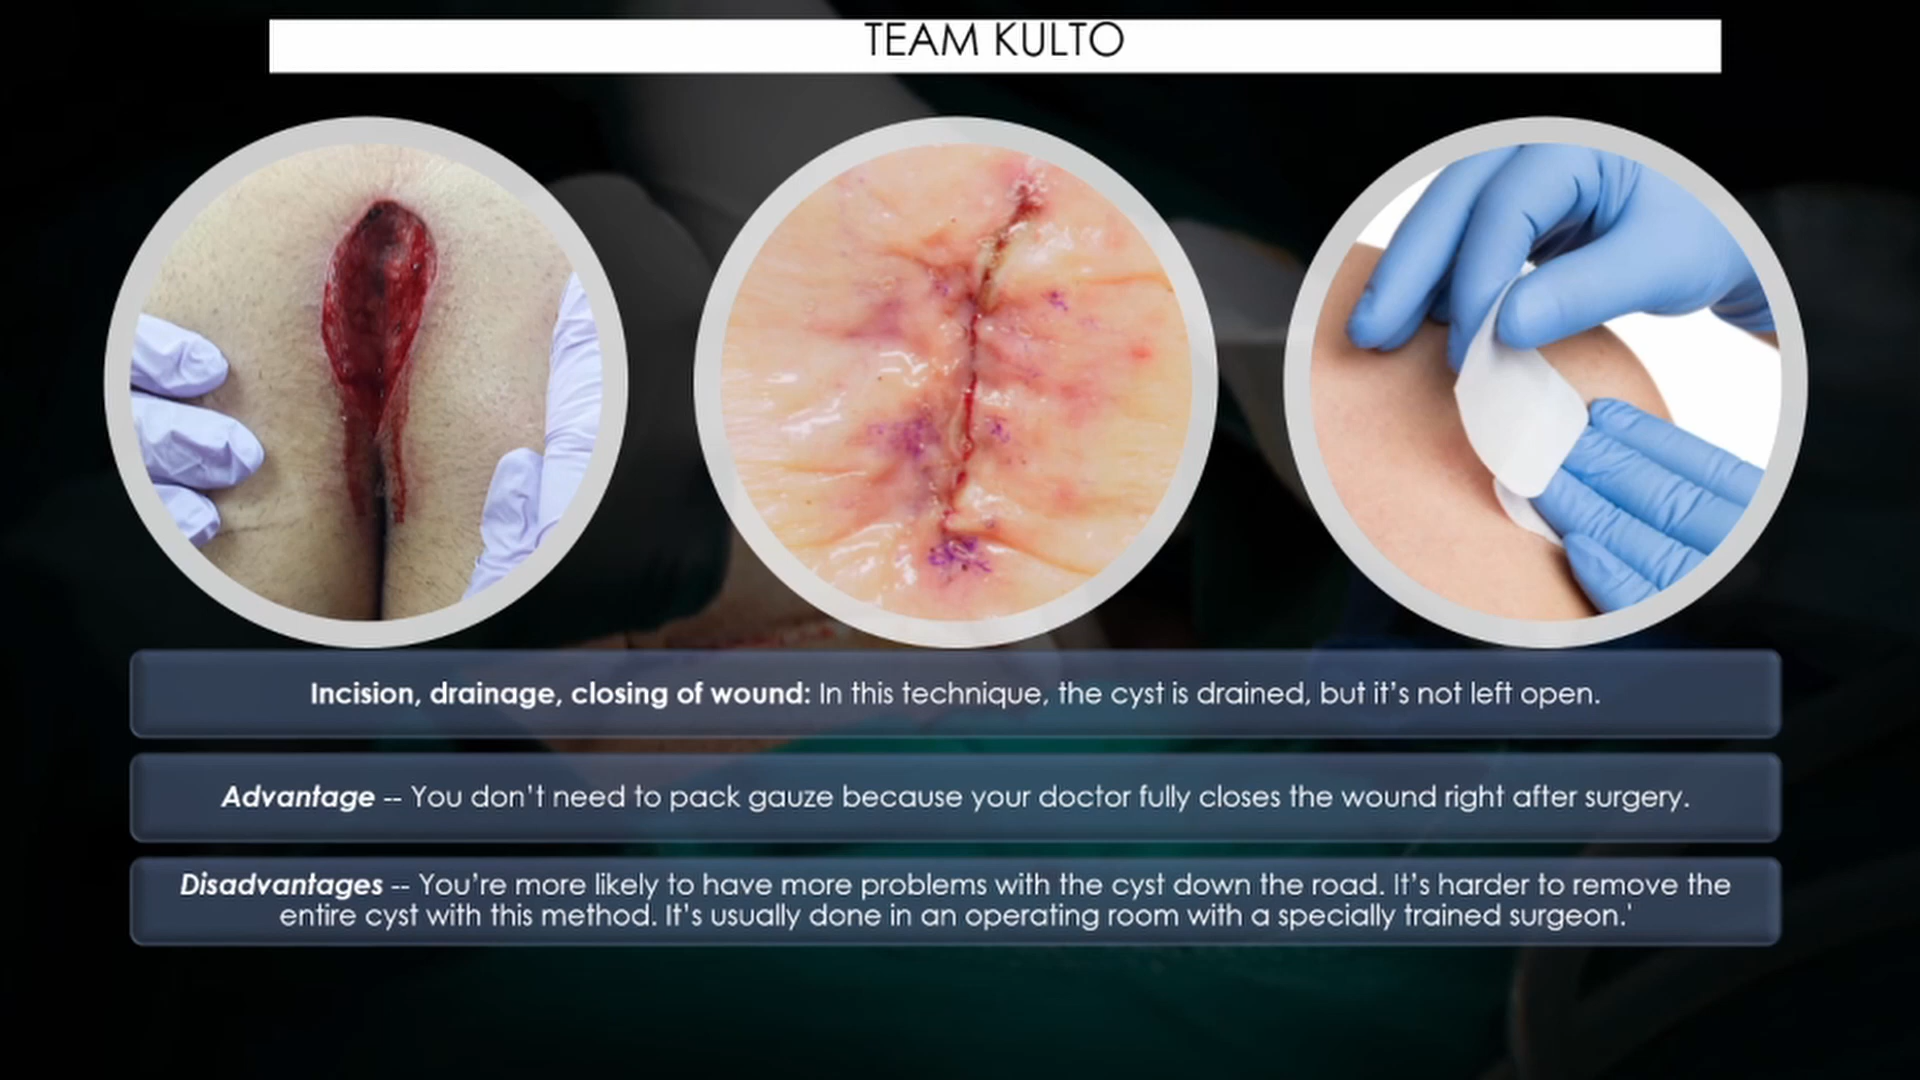 TEAM KULTO
Incision, drainage, closing of wound: In this technique, the cyst is drained, but it’s not left open.
Advantage -- You don’t need to pack gauze because your doctor fully closes the wound right after surgery.
Disadvantages -- You’re more likely to have more problems with the cyst down the road. It’s harder to remove the
entire cyst with this method. It’s usually done in an operating room with a specially trained surgeon.'